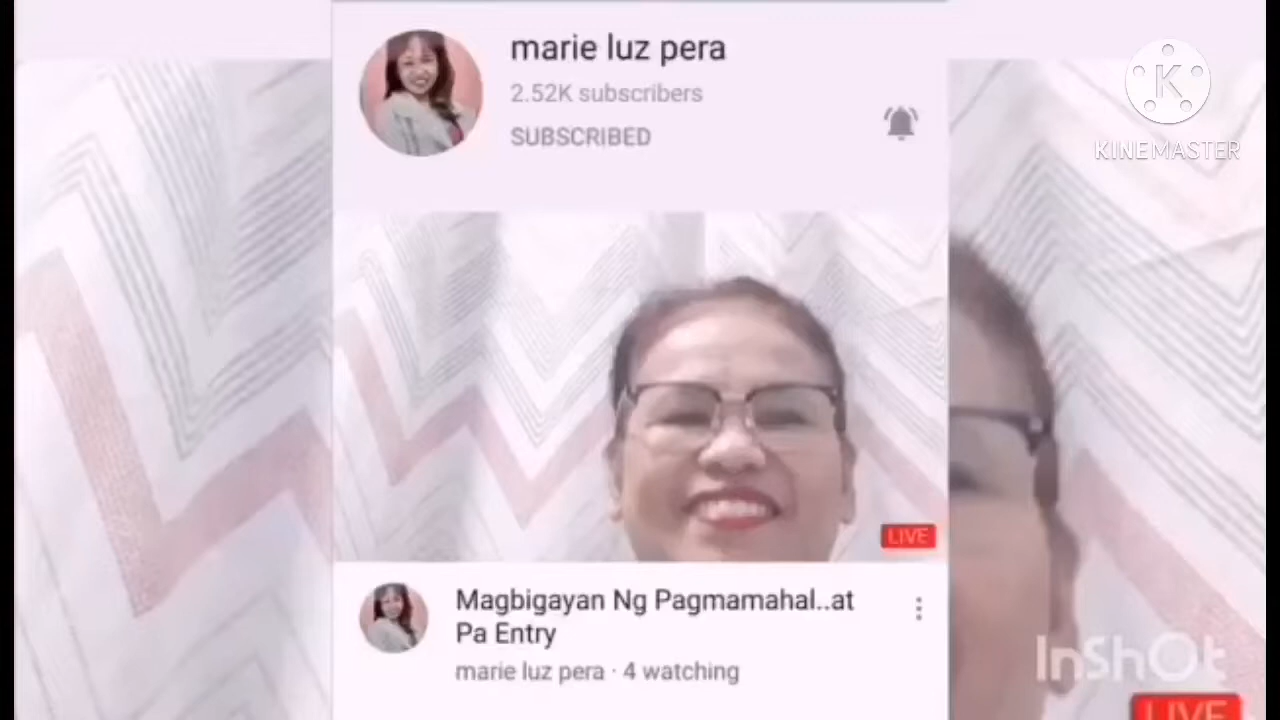 marie luz pera
2.52K subscribers
SUBSCRIBED
K
KINEMASTER
LIVE
Magbigayan Ng Pagmamahal..at
Pa Entry
marie luz pera · 4 watching
InShOt
LIVE